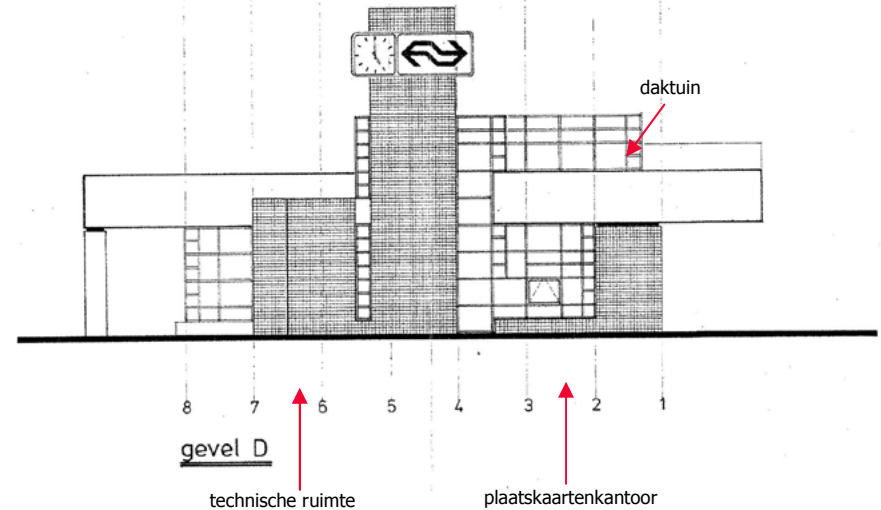 daktuin
8 7 6 5 4 3 2 1
gevel D
technische ruimte
plaatskaartenkantoor